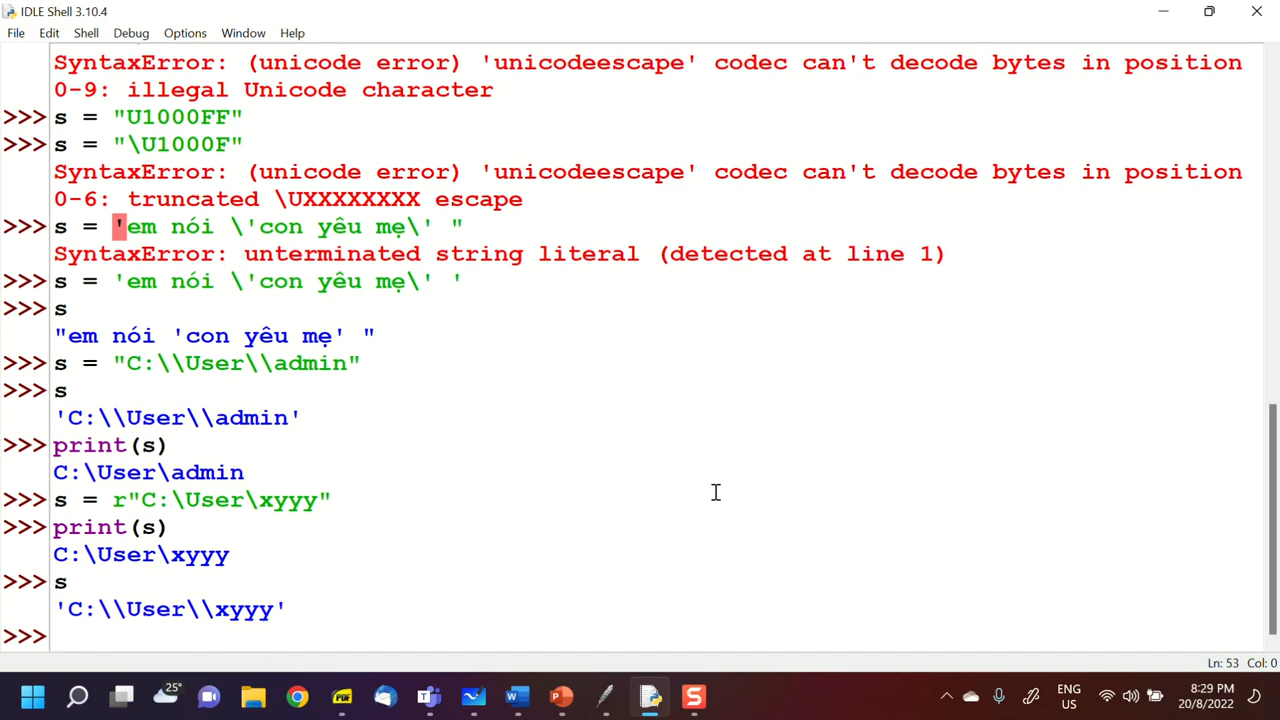 IDLE Shell 3.10.4
File Edit Shell Debug Options Window Help
SyntaxError: (unicode error) 'unicodeescape' codec can't decode bytes in position
0-9: illegal Unicode character
>>> s = "U1000FF"
>>> s = "\U1000F"
SyntaxError: (unicode error) 'unicodeescape' codec can't decode bytes in position
0-6: truncated \UXXXXXXXX escape
>>> s = 'em nói \'con yêu mẹ\' "
SyntaxError: unterminated string literal (detected at line 1)
>>> s = 'em nói \'con yêu mẹ\' '
>>> s
"em nói 'con yêu mẹ' "
>>> s = "C:\\User\\admin"
>>> s
'C:\\User\\admin'
>>> print(s)
C:\User\admin
>>> s = r"C:\User\xyyy"
>>> print(s)
C:\User\xyyy
>>> s
'C:\\User\\xyyy'
>>>
Ln: 53 Col: 0
25°
PDF
ENG
US
8:29 PM
20/8/2022